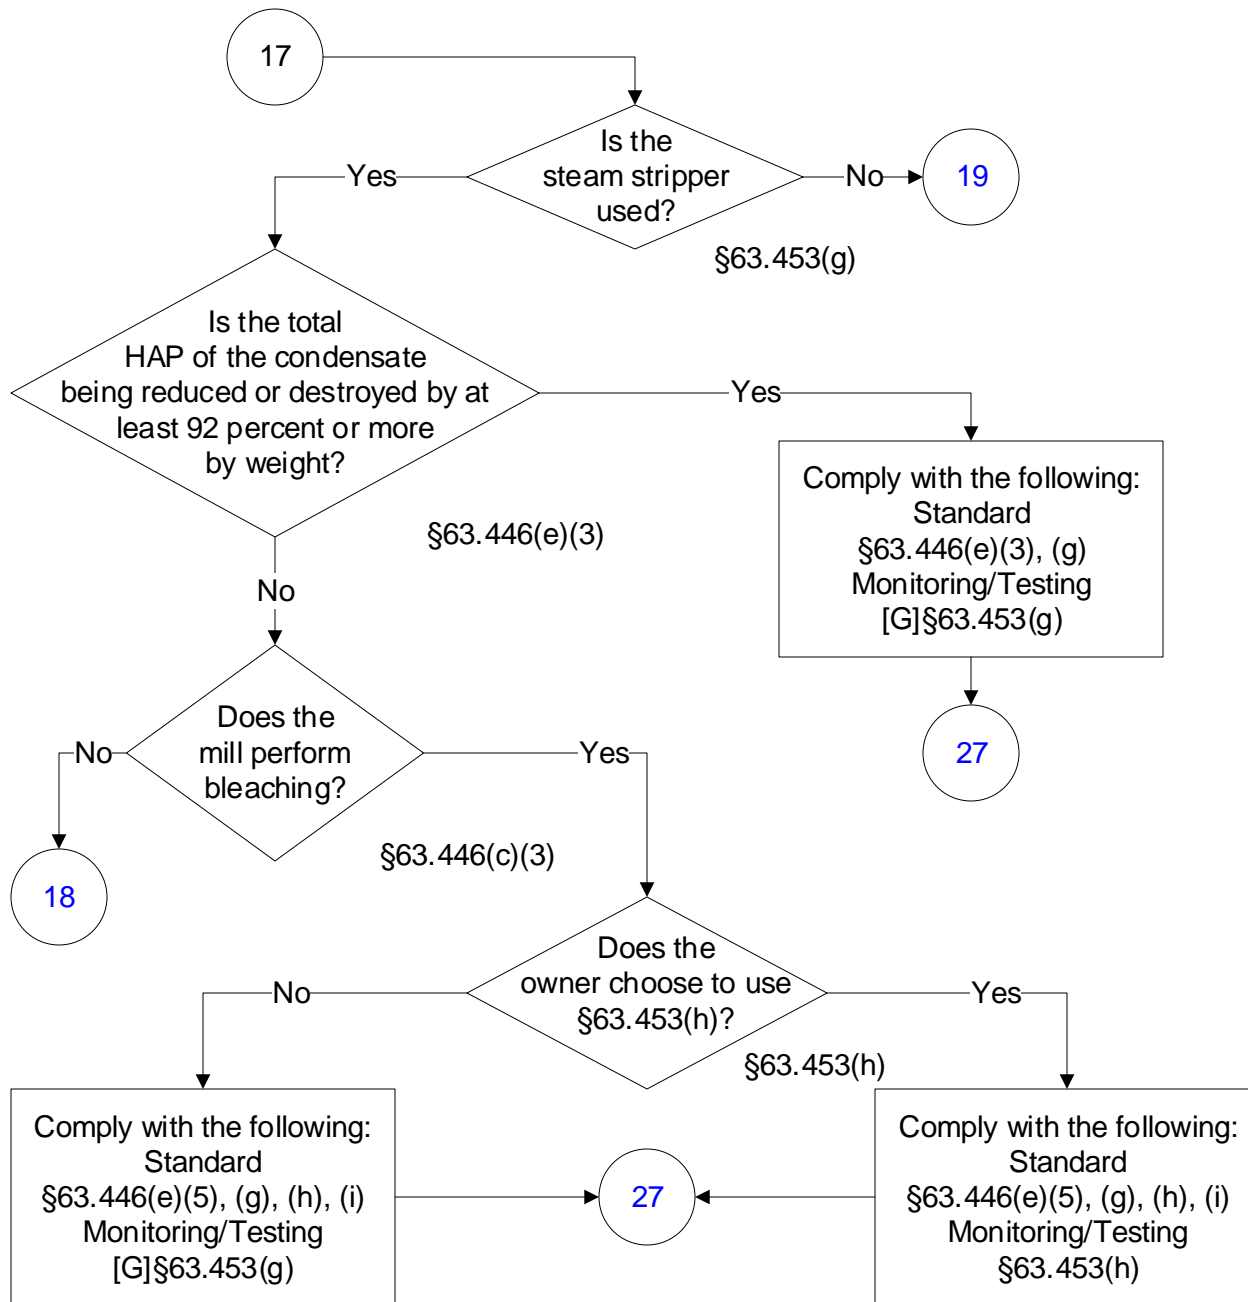 17
Is the
steam stripper
used?
Yes
No
19
§63.453(g)
Is the total
HAP of the condensate
being reduced or destroyed by at
least 92 percent or more
by weight?
Yes
§63.446(e)(3)
No
Comply with the following:
Standard
§63.446(e)(3), (g)
Monitoring/Testing
[G]§63.453(g)
27
Does the
mill perform
bleaching?
No
Yes
§63.446(c)(3)
18
Does the
owner choose to use
§63.453(h)?
No
Yes
§63.453(h)
Comply with the following:
Standard
§63.446(e)(5), (g), (h), (i)
Monitoring/Testing
[G]§63.453(g)
27
Comply with the following:
Standard
§63.446(e)(5), (g), (h), (i)
Monitoring/Testing
§63.453(h)